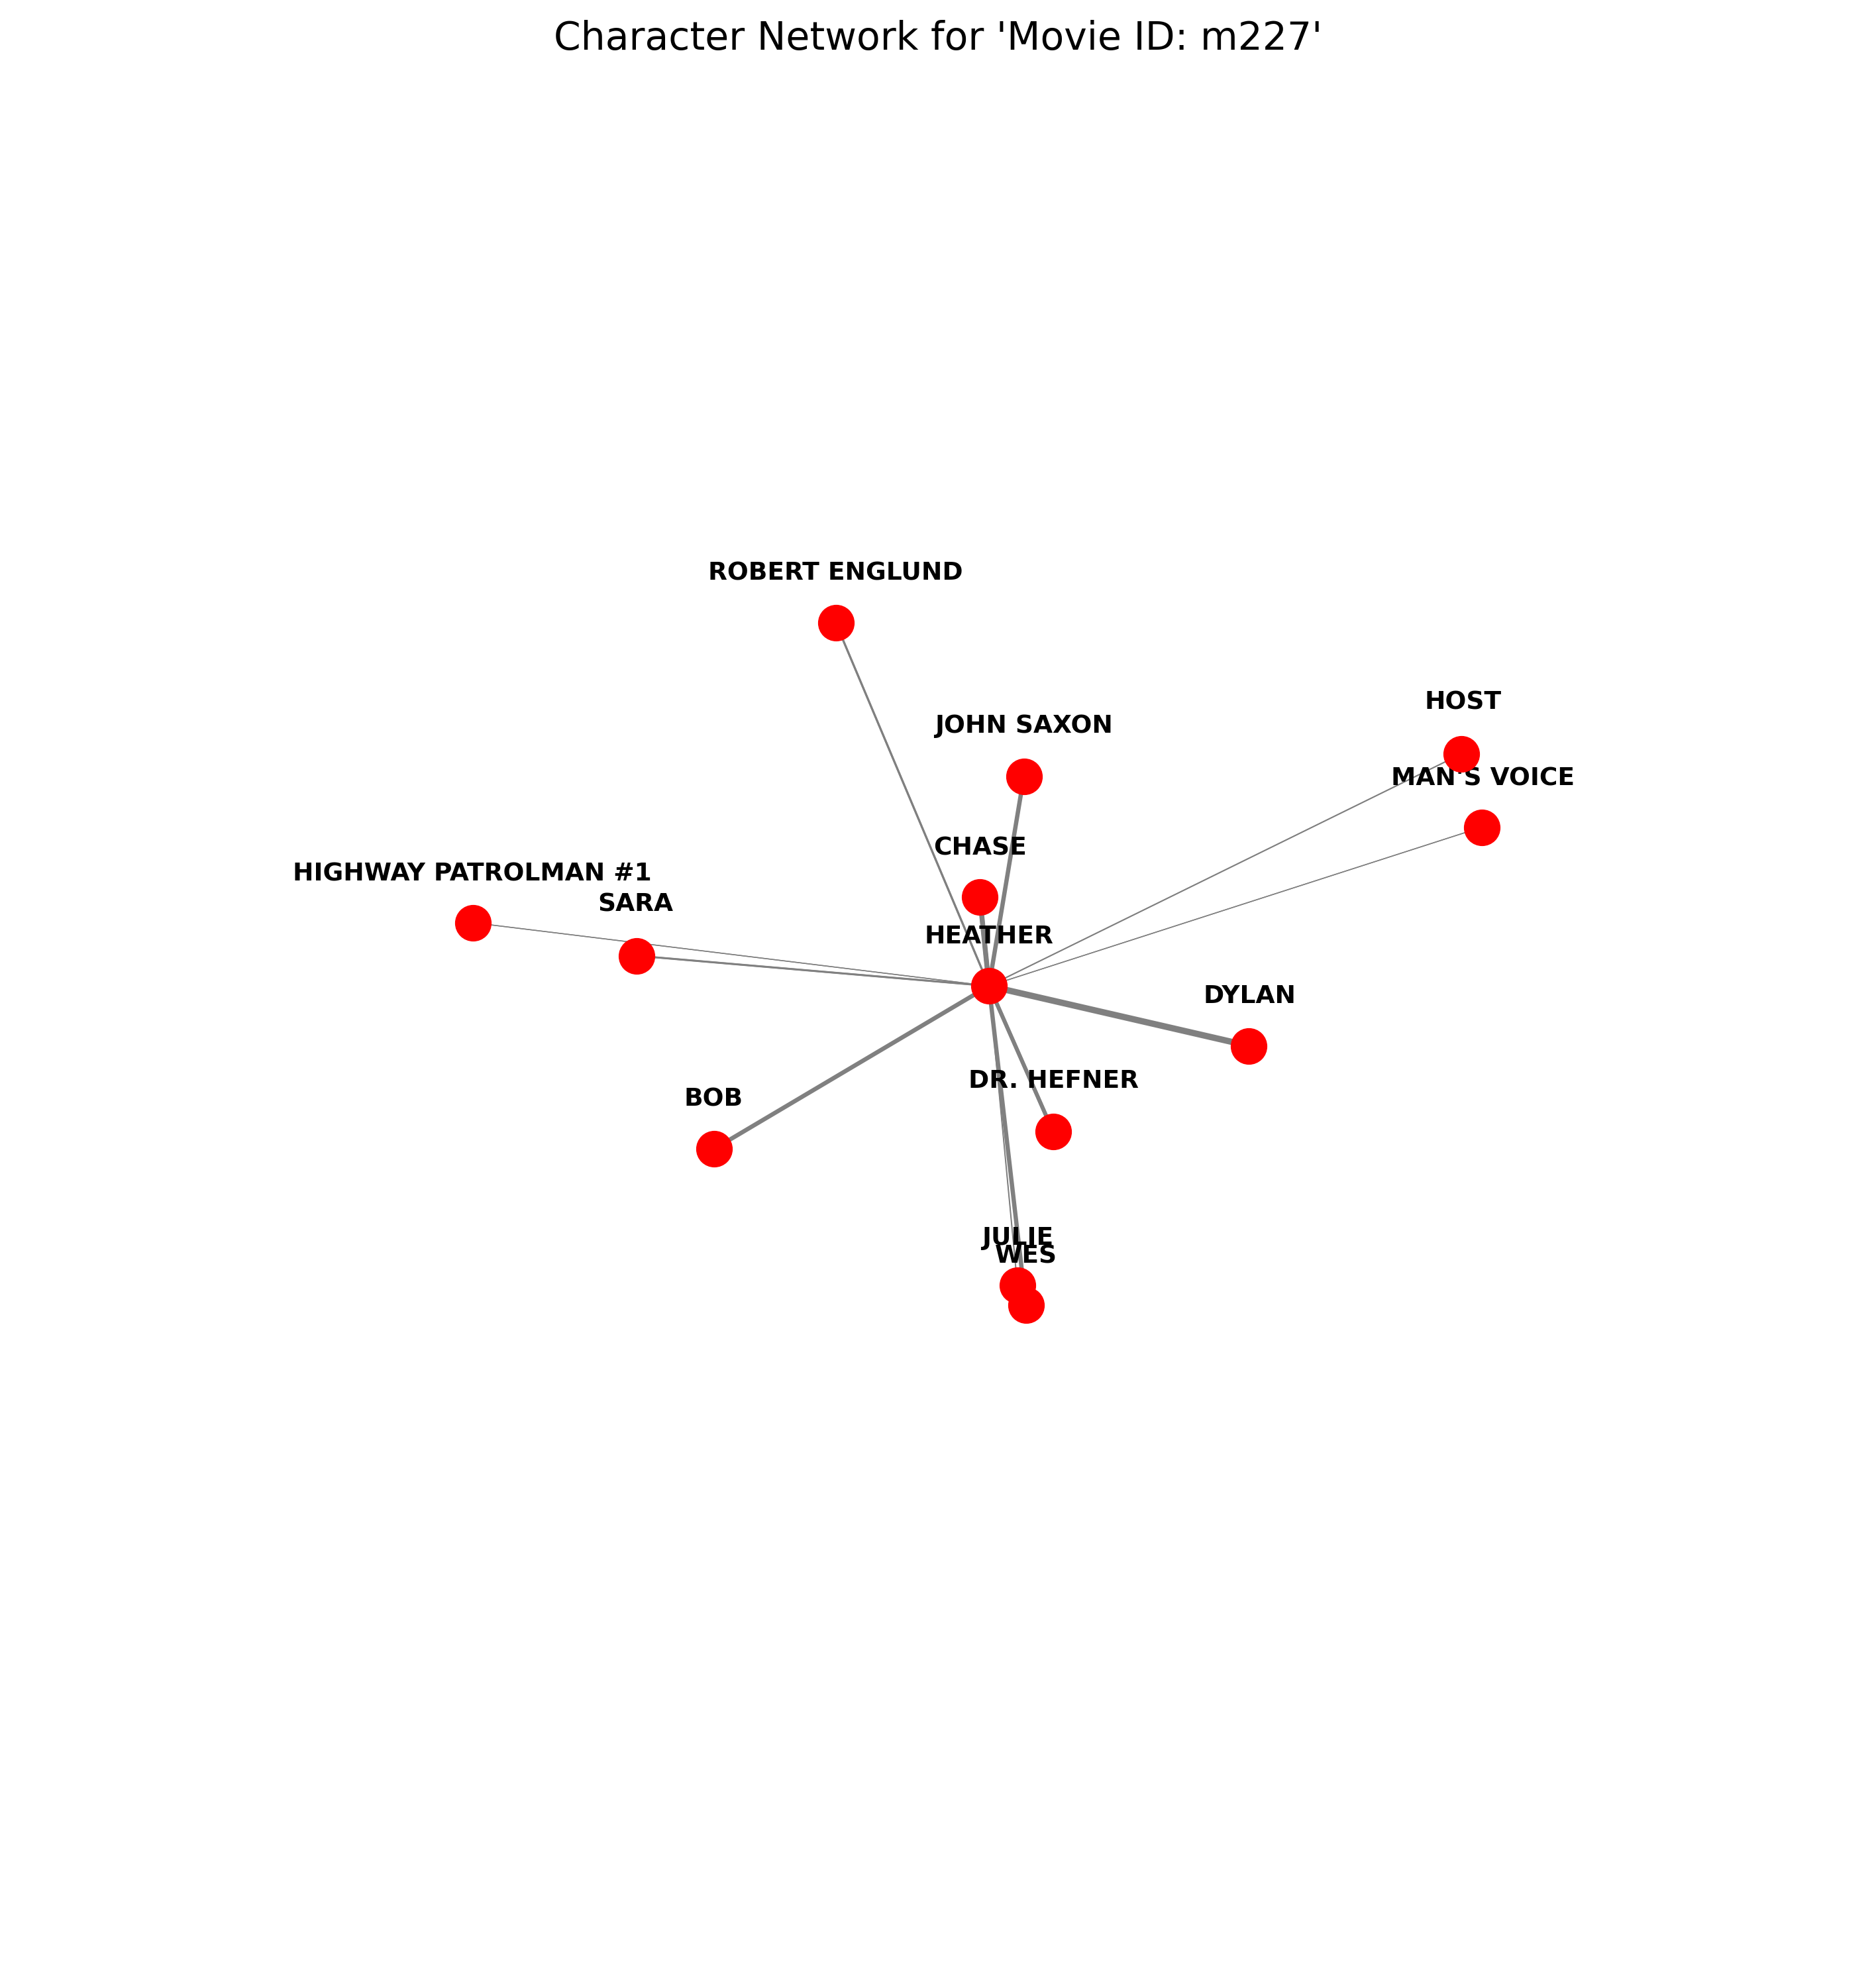 Character Network for 'Movie ID: m227'
ROBERT ENGLUND
HOST
JOHN SAXON
MAN'S VOICE
CHASE
HIGHWAY PATROLMAN #1
SARA
HEATHER
DYLAN
DR. HEFNER
BOB
JULIE
WES